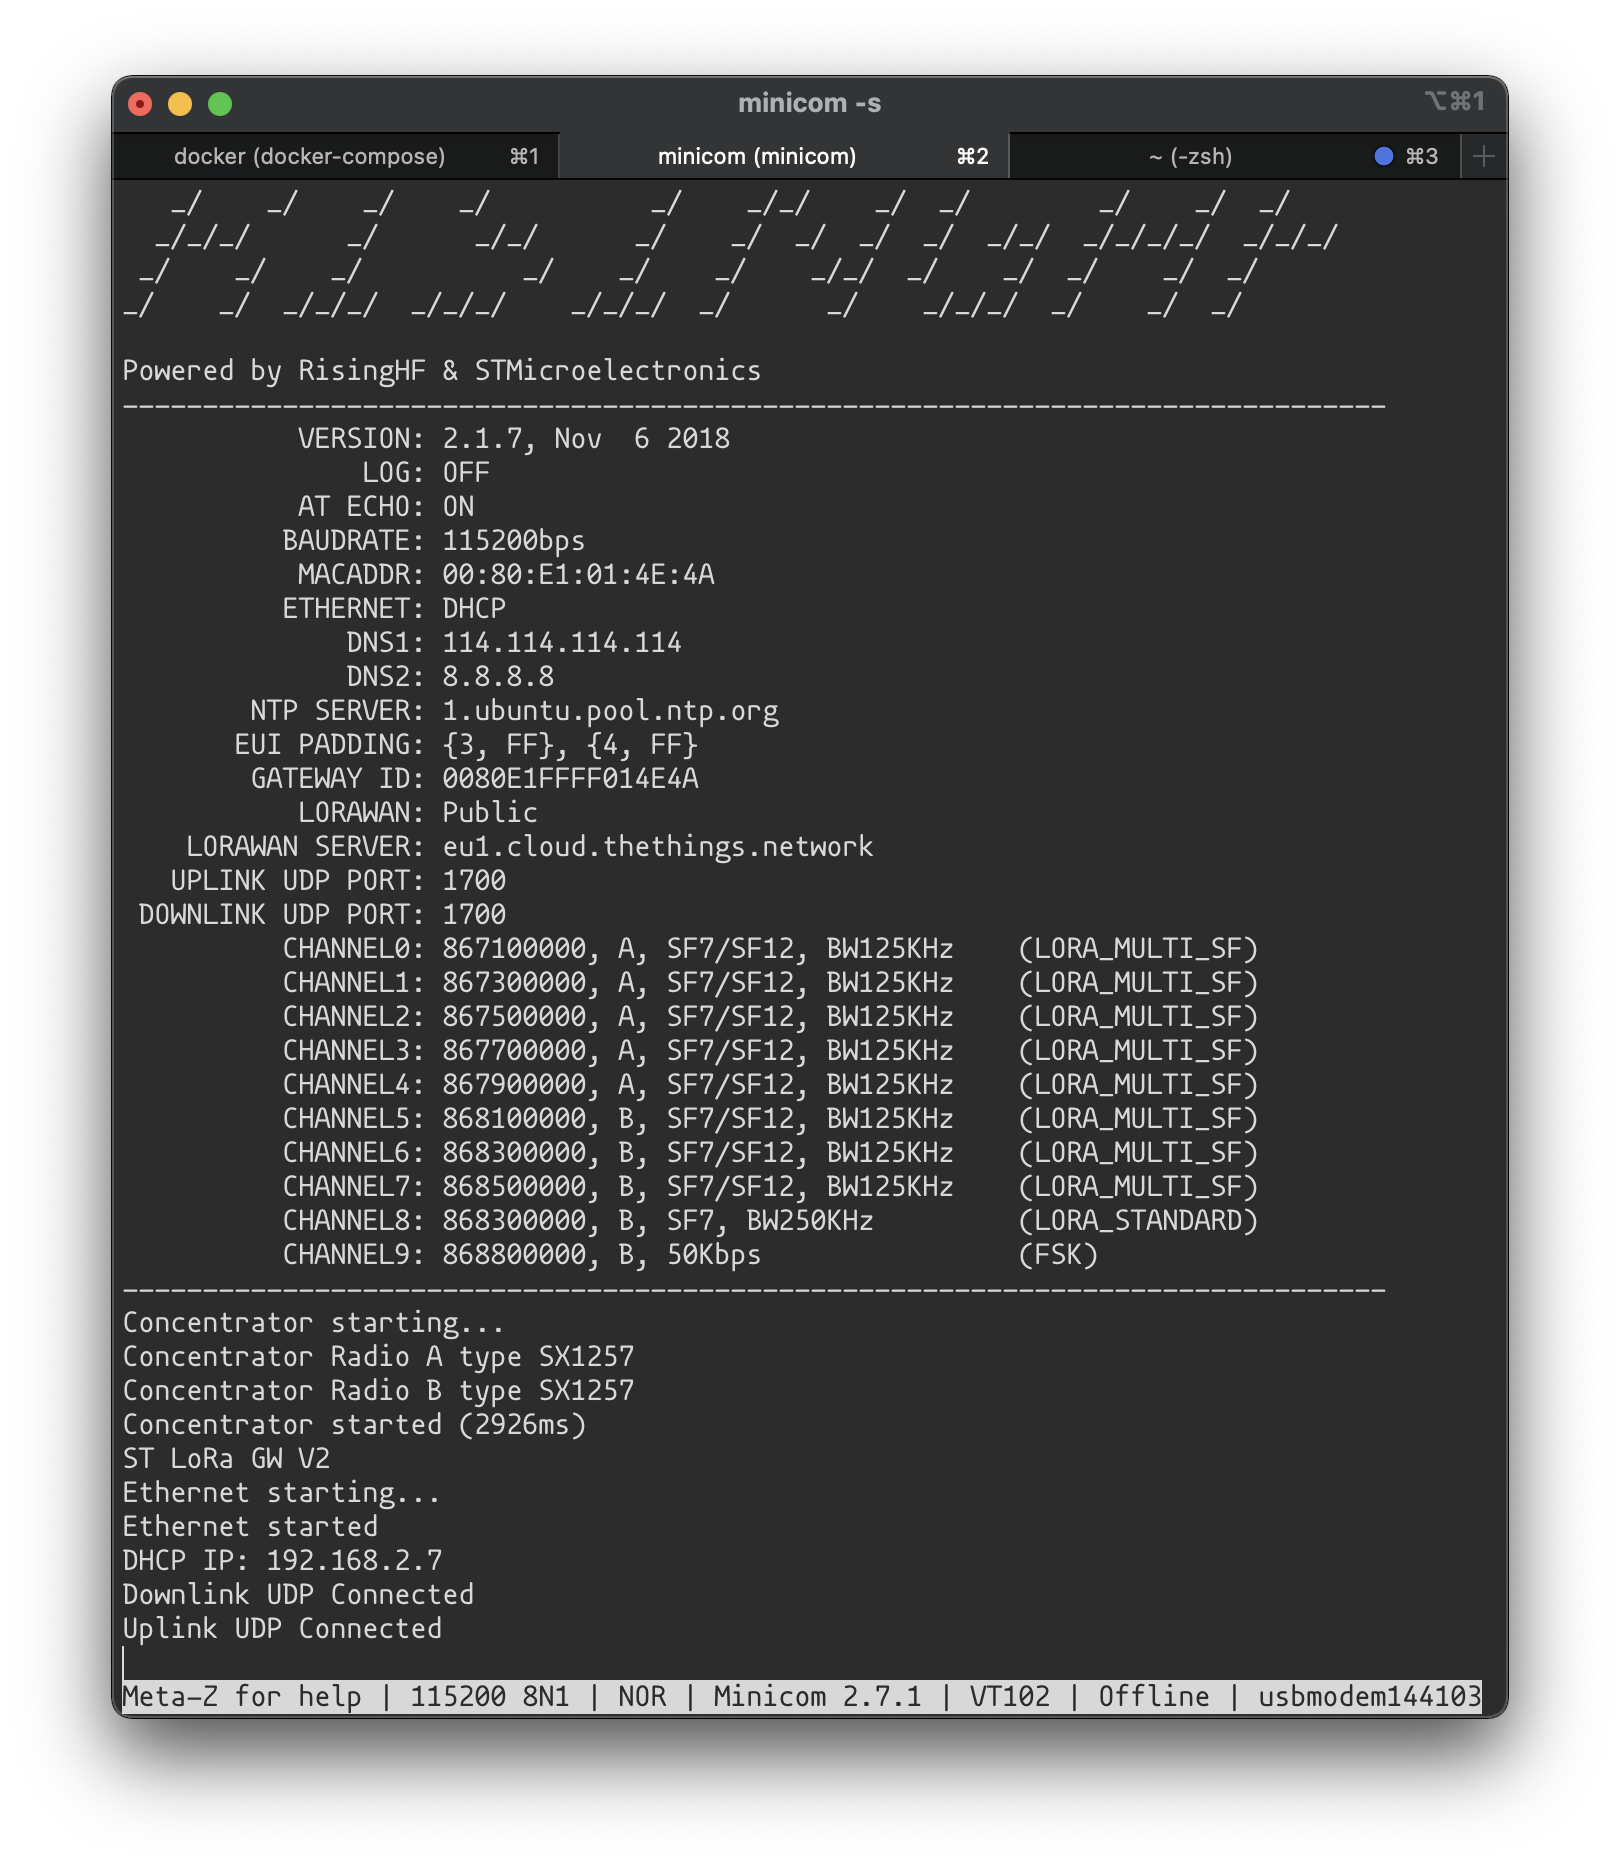 minicom -s
⌥⌘1
docker (docker-compose) ⌘1 minicom (minicom) ⌘2 ~ (-zsh) ⌘3 +
Powered by RisingHF & STMicroelectronics
-------------------------------------------------------------------------------
VERSION: 2.1.7, Nov  6 2018
LOG: OFF
AT ECHO: ON
BAUDRATE: 115200bps
MACADDR: 00:80:E1:01:4E:4A
ETHERNET: DHCP
DNS1: 114.114.114.114
DNS2: 8.8.8.8
NTP SERVER: 1.ubuntu.pool.ntp.org
EUI PADDING: {3, FF}, {4, FF}
GATEWAY ID: 0080E1FFFF014E4A
LORAWAN: Public
LORAWAN SERVER: eu1.cloud.thethings.network
UPLINK UDP PORT: 1700
DOWNLINK UDP PORT: 1700
CHANNEL0: 867100000, A, SF7/SF12, BW125KHz    (LORA_MULTI_SF)
CHANNEL1: 867300000, A, SF7/SF12, BW125KHz    (LORA_MULTI_SF)
CHANNEL2: 867500000, A, SF7/SF12, BW125KHz    (LORA_MULTI_SF)
CHANNEL3: 867700000, A, SF7/SF12, BW125KHz    (LORA_MULTI_SF)
CHANNEL4: 867900000, A, SF7/SF12, BW125KHz    (LORA_MULTI_SF)
CHANNEL5: 868100000, B, SF7/SF12, BW125KHz    (LORA_MULTI_SF)
CHANNEL6: 868300000, B, SF7/SF12, BW125KHz    (LORA_MULTI_SF)
CHANNEL7: 868500000, B, SF7/SF12, BW125KHz    (LORA_MULTI_SF)
CHANNEL8: 868300000, B, SF7, BW250KHz         (LORA_STANDARD)
CHANNEL9: 868800000, B, 50Kbps                (FSK)
-------------------------------------------------------------------------------
Concentrator starting...
Concentrator Radio A type SX1257
Concentrator Radio B type SX1257
Concentrator started (2926ms)
ST LoRa GW V2
Ethernet starting...
Ethernet started
DHCP IP: 192.168.2.7
Downlink UDP Connected
Uplink UDP Connected
Meta-Z for help | 115200 8N1 | NOR | Minicom 2.7.1 | VT102 | Offline | usbmodem144103